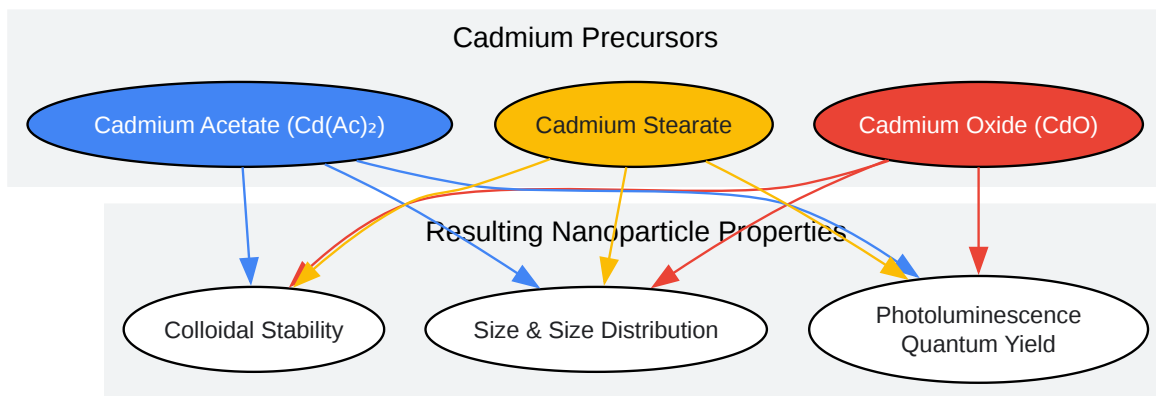 Cadmium Precursors
Cadmium Acetate (Cd(Ac)₂)
Cadmium Stearate
Cadmium Oxide (CdO)
Resulting Nanoparticle Properties
Colloidal Stability
Size & Size Distribution
Photoluminescence
Quantum Yield